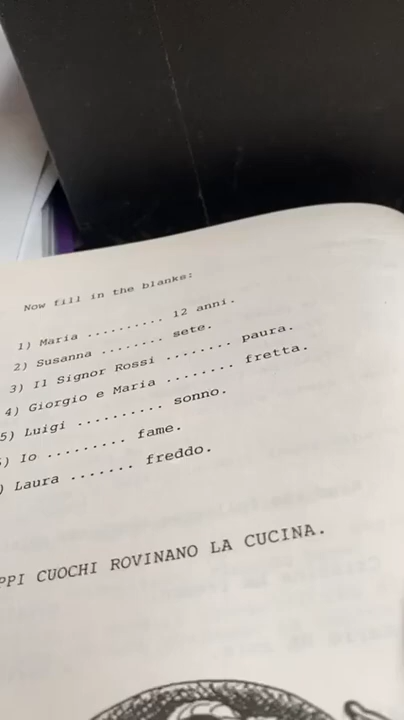 Now fill in the blanks:
1) Maria .......... 12 anni.
2) Susanna ........ sete.
3) Il Signor Rossi ........ paura.
4) Giorgio e Maria ........ fretta.
5) Luigi .......... sonno.
) Io ......... fame.
) Laura ....... freddo.
CUOCHI ROVINANO LA CUCINA.